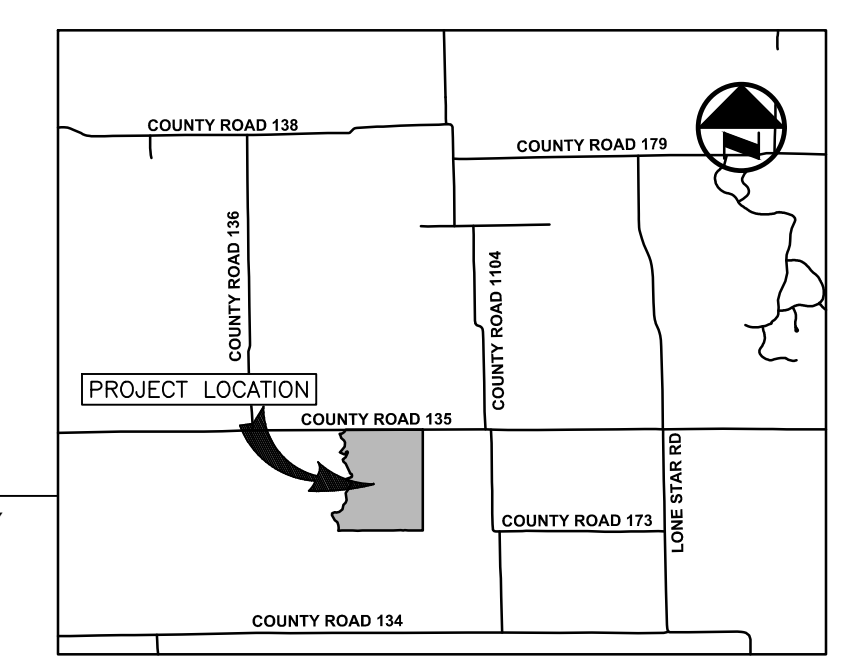 COUNTY ROAD 138
COUNTY ROAD 179
COUNTY ROAD 136
COUNTY ROAD 1104
PROJECT LOCATION
COUNTY ROAD 135
LONE STAR RD
COUNTY ROAD 173
COUNTY ROAD 134